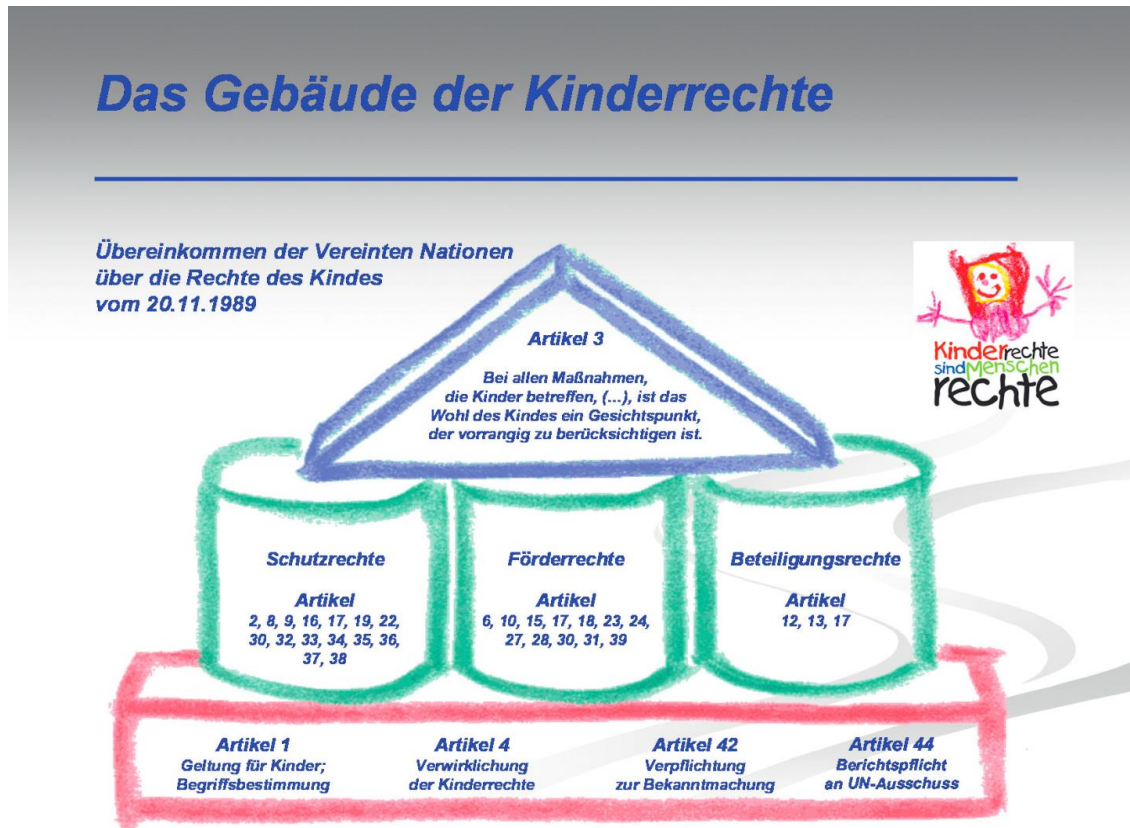 Das Gebäude der Kinderrechte
Übereinkommen der Vereinten Nationen
über die Rechte des Kindes
vom 20.11.1989
Kinderrechte
sind Menschen
rechte
Artikel 3
Bei allen Maßnahmen,
die Kinder betreffen, (...), ist das
Wohl des Kindes ein Gesichtspunkt,
der vorrangig zu berücksichtigen ist.
Schutzrechte
Artikel
2, 8, 9, 16, 17, 19, 22,
30, 32, 33, 34, 35, 36,
37, 38
Förderrechte
Artikel
6, 10, 15, 17, 18, 23, 24,
27, 28, 30, 31, 39
Beteiligungsrechte
Artikel
12, 13, 17
Artikel 1
Geltung für Kinder;
Begriffsbestimmung
Artikel 4
Verwirklichung
der Kinderrechte
Artikel 42
Verpflichtung
zur Bekanntmachung
Artikel 44
Berichtspflicht
an UN-Ausschuss